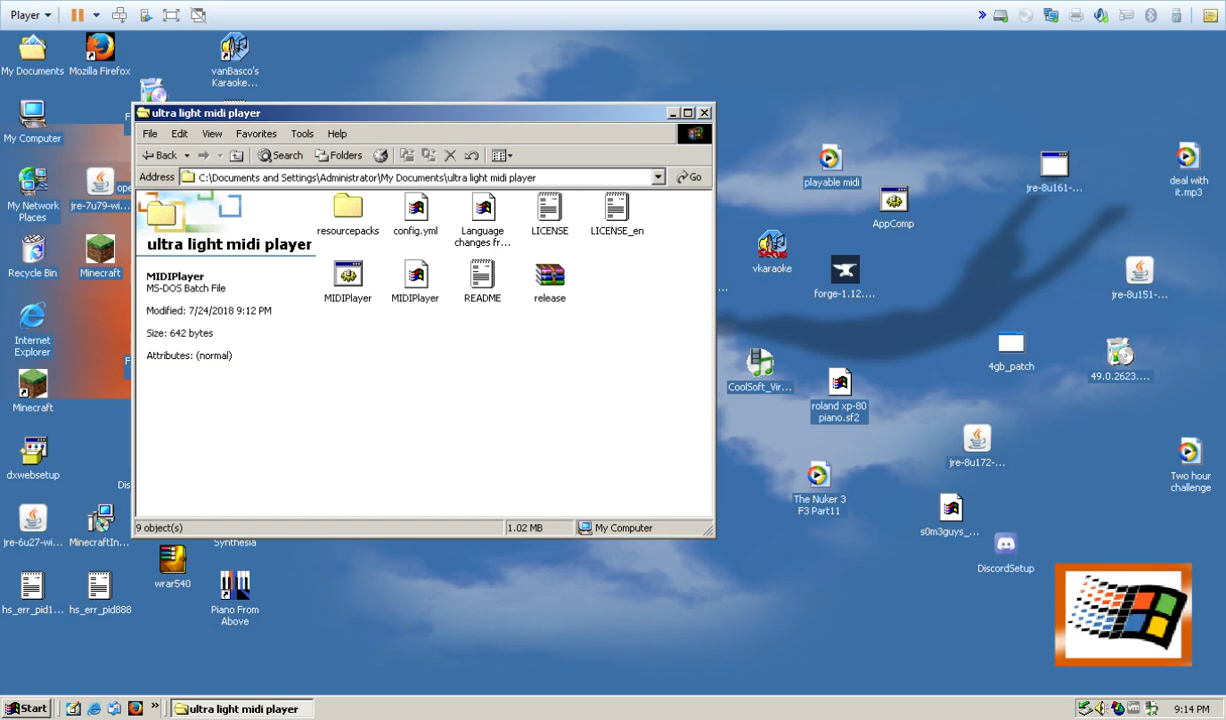 Player
My Documents
Mozilla Firefox
vanBasco's
Karaoke...
My Computer
My Network
Places
jre-7u79-wi...
ope
Recycle Bin
Minecraft
Internet
Explorer
Minecraft
dxwebsetup
Dis
jre-6u27-wi...
MinecraftIn...
Synthesia
hs_err_pid1...
hs_err_pid888
wrar540
Piano From
Above
ultra light midi player
File Edit View Favorites Tools Help
Back Search Folders
Address C:\Documents and Settings\Administrator\My Documents\ultra light midi player Go
ultra light midi player
MIDIPlayer
MS-DOS Batch File
Modified: 7/24/2018 9:12 PM
Size: 642 bytes
Attributes: (normal)
resourcepacks
config.yml
Language
changes fr...
LICENSE
LICENSE_en
MIDIPlayer
MIDIPlayer
README
release
9 object(s) 1.02 MB My Computer
playable midi
AppComp
jre-8u161-...
deal with
it.mp3
vkaraoke
forge-1.12....
jre-8u151-...
CoolSoft_Vir...
roland xp-80
piano.sf2
4gb_patch
49.0.2623....
jre-8u172-...
The Nuker 3
F3 Part11
s0m3guys_...
Two hour
challenge
DiscordSetup
Start ultra light midi player 9:14 PM